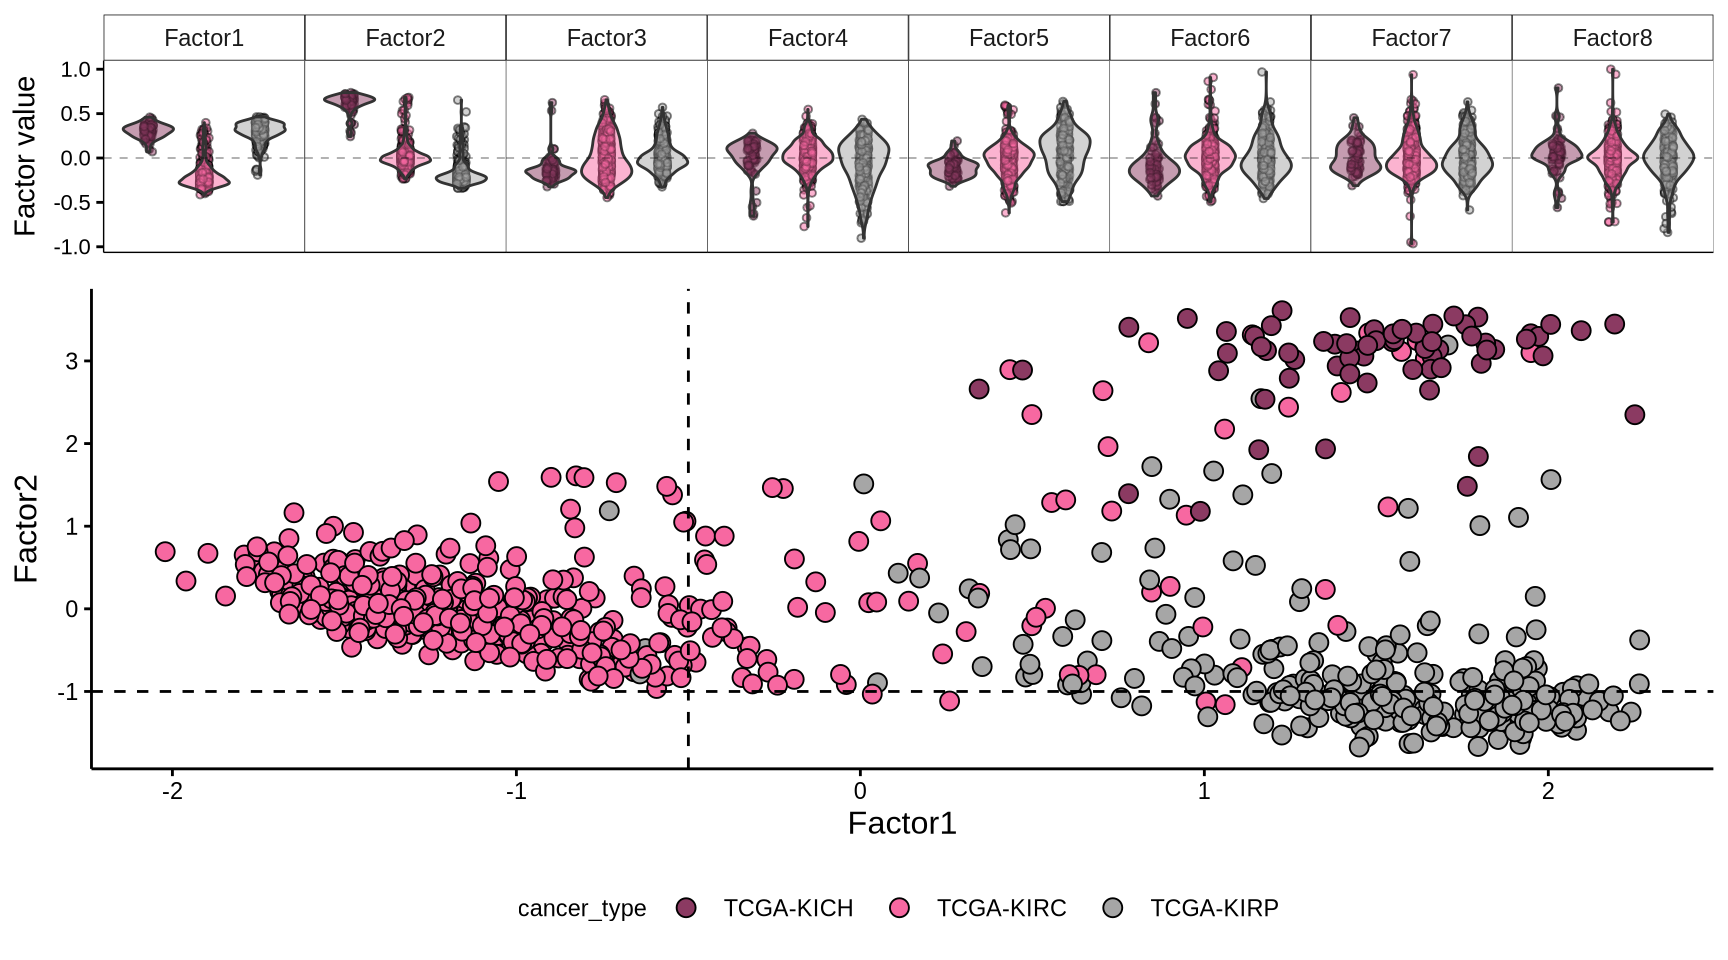 Factor1 Factor2 Factor3 Factor4 Factor5 Factor6 Factor7 Factor8
Factor value
1.0
0.5
0.0
-0.5
-1.0
Factor2
3
2
1
0
-1
-2 -1 0 1 2
Factor1
cancer_type TCGA-KICH TCGA-KIRC TCGA-KIRP